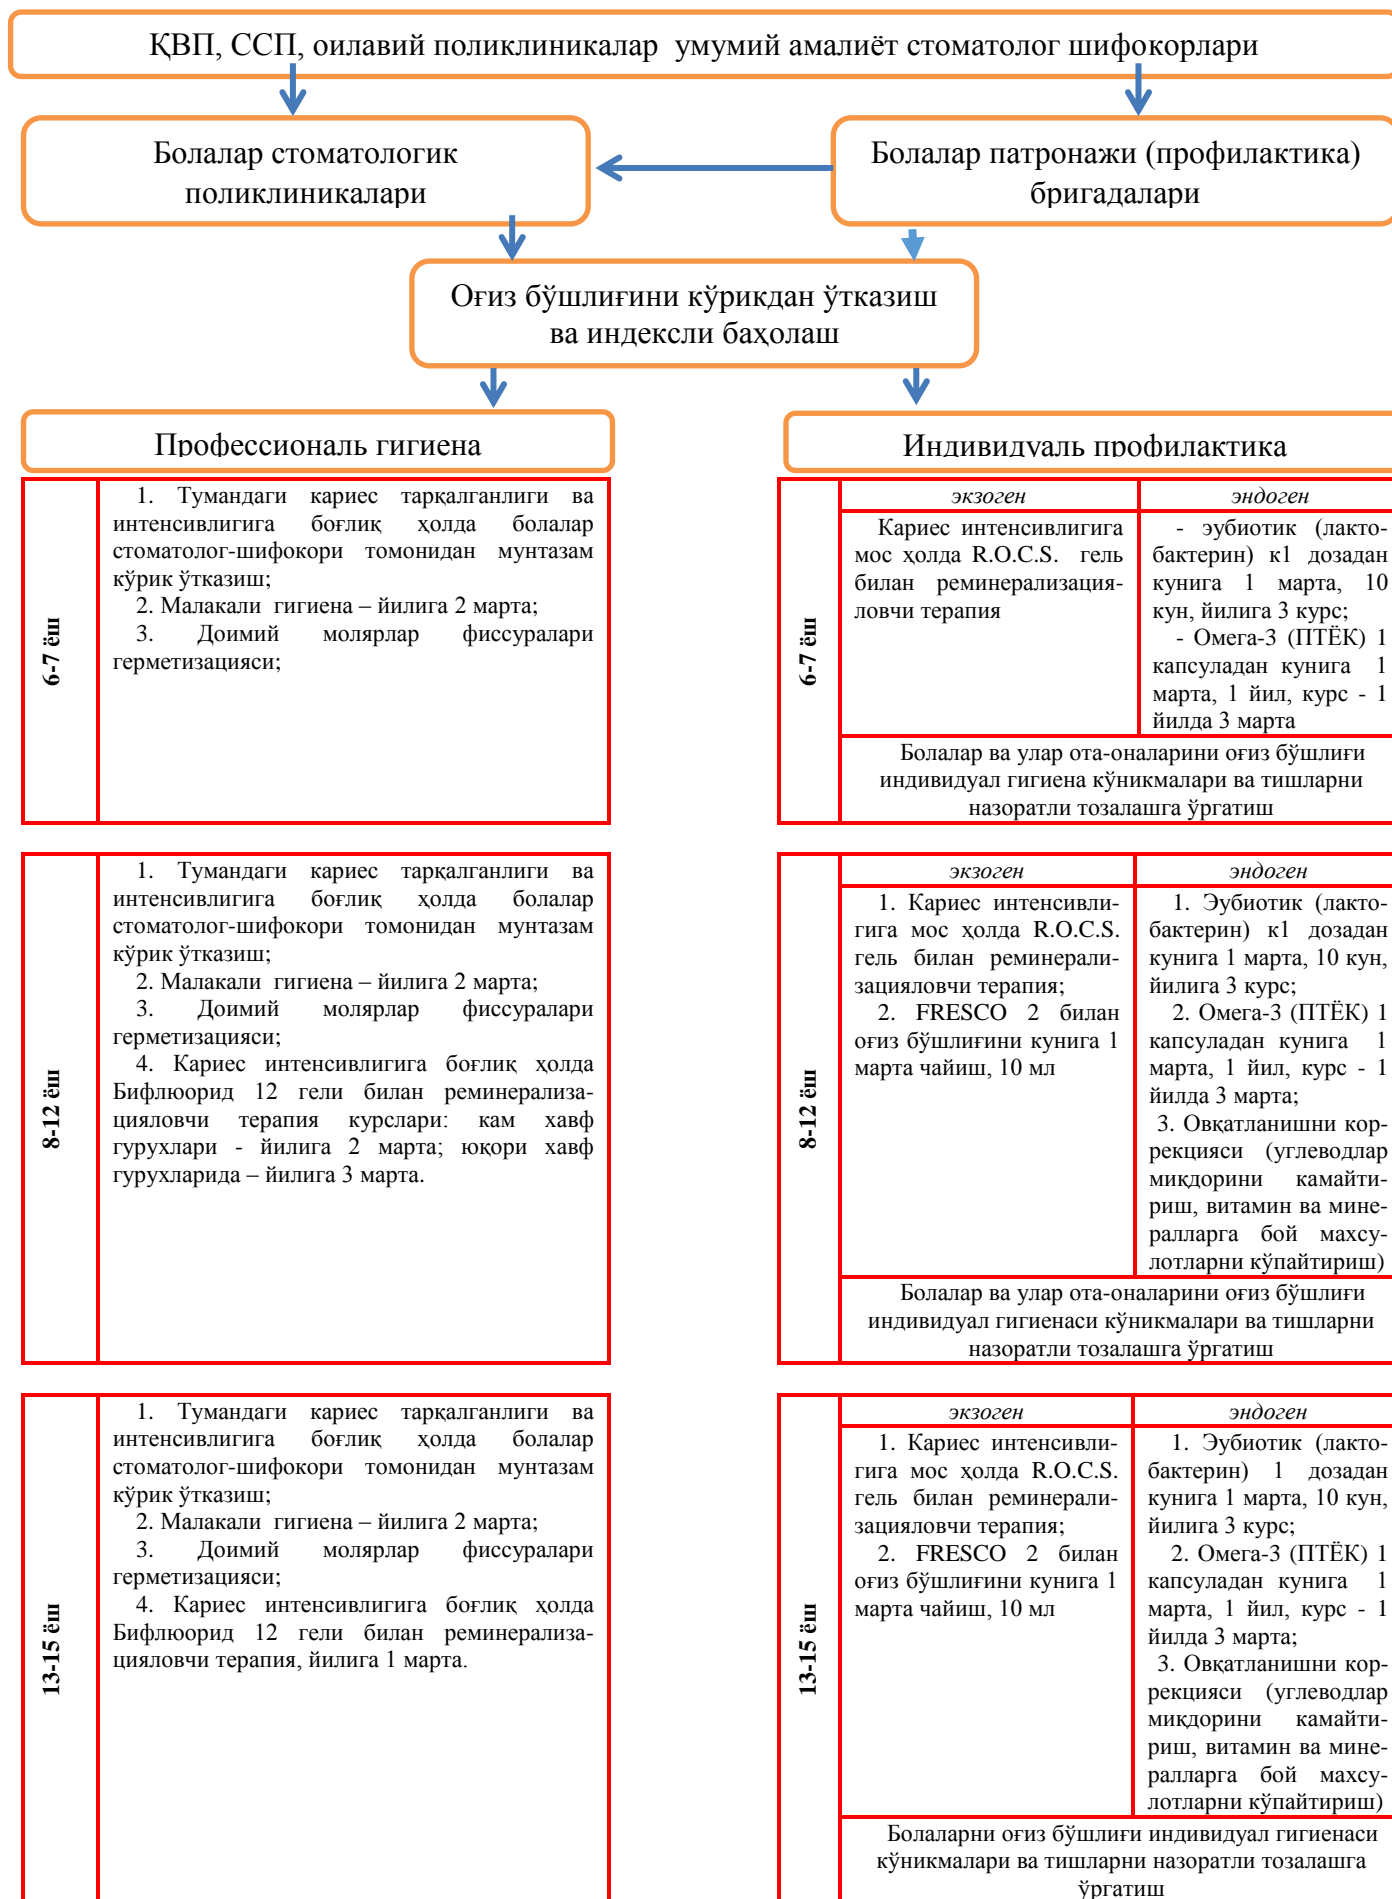 ҚВП, ССП, оилавий поликлиникалар умумий амалиёт стоматолог шифокорлари
Болалар стоматологик
поликлиникалари
Болалар патронажи (профилактика)
бригадалари
Оғиз бўшлиғини кўрикдан ўтказиш
ва индексли баҳолаш
Профессиональ гигиена
6-7 ёш
1. Тумандаги кариес тарқалганлиги ва
интенсивлигига боғлиқ ҳолда болалар
стоматолог-шифокори томонидан мунтазам
кўрик ўтказиш;
2. Малакали гигиена – йилига 2 марта;
3. Доимий молярлар фиссуралари
герметизацияси;
8-12 ёш
1. Тумандаги кариес тарқалганлиги ва
интенсивлигига боғлиқ ҳолда болалар
стоматолог-шифокори томонидан мунтазам
кўрик ўтказиш;
2. Малакали гигиена – йилига 2 марта;
3. Доимий молярлар фиссуралари
герметизацияси;
4. Кариес интенсивлигига боғлиқ ҳолда
Бифлюорид 12 гели билан реминерализа-
цияловчи терапия курслари: кам хавф
гурухлари - йилига 2 марта; юқори хавф
гурухларида – йилига 3 марта.
13-15 ёш
1. Тумандаги кариес тарқалганлиги ва
интенсивлигига боғлиқ ҳолда болалар
стоматолог-шифокори томонидан мунтазам
кўрик ўтказиш;
2. Малакали гигиена – йилига 2 марта;
3. Доимий молярлар фиссуралари
герметизацияси;
4. Кариес интенсивлигига боғлиқ ҳолда
Бифлюорид 12 гели билан реминерализа-
цияловчи терапия, йилига 1 марта.
Индивидуаль профилактика
6-7 ёш
экзоген
Кариес интенсивлигига
мос ҳолда R.O.C.S. гель
билан реминерализация-
ловчи терапия
эндоген
- эубиотик (лакто-
бактерин) к1 дозадан
кунига 1 марта, 10
кун, йилига 3 курс;
- Омега-3 (ПТЁК) 1
капсуладан кунига 1
марта, 1 йил, курс - 1
йилда 3 марта
Болалар ва улар ота-оналарини оғиз бўшлиғи
индивидуал гигиена кўникмалари ва тишларни
назоратли тозалашга ўргатиш
8-12 ёш
экзоген
1. Кариес интенсивли-
гига мос ҳолда R.O.C.S.
гель билан реминерали-
зацияловчи терапия;
2. FRESCO 2 билан
оғиз бўшлиғини кунига 1
марта чайиш, 10 мл
эндоген
1. Эубиотик (лакто-
бактерин) к1 дозадан
кунига 1 марта, 10 кун,
йилига 3 курс;
2. Омега-3 (ПТЁК) 1
капсуладан кунига 1
марта, 1 йил, курс - 1
йилда 3 марта;
3. Овқатланишни кор-
рекцияси (углеводлар
миқдорини камайти-
риш, витамин ва мине-
ралларга бой махсу-
лотларни кўпайтириш)
Болалар ва улар ота-оналарини оғиз бўшлиғи
индивидуал гигиенаси кўникмалари ва тишларни
назоратли тозалашга ўргатиш
13-15 ёш
экзоген
1. Кариес интенсивли-
гига мос ҳолда R.O.C.S.
гель билан реминерали-
зацияловчи терапия;
2. FRESCO 2 билан
оғиз бўшлиғини кунига 1
марта чайиш, 10 мл
эндоген
1. Эубиотик (лакто-
бактерин) 1 дозадан
кунига 1 марта, 10 кун,
йилига 3 курс;
2. Омега-3 (ПТЁК) 1
капсуладан кунига 1
марта, 1 йил, курс - 1
йилда 3 марта;
3. Овқатланишни кор-
рекцияси (углеводлар
миқдорини камайти-
риш, витамин ва мине-
ралларга бой махсу-
лотларни кўпайтириш)
Болаларни оғиз бўшлиғи индивидуал гигиенаси
кўникмалари ва тишларни назоратли тозалашга
ўргатиш